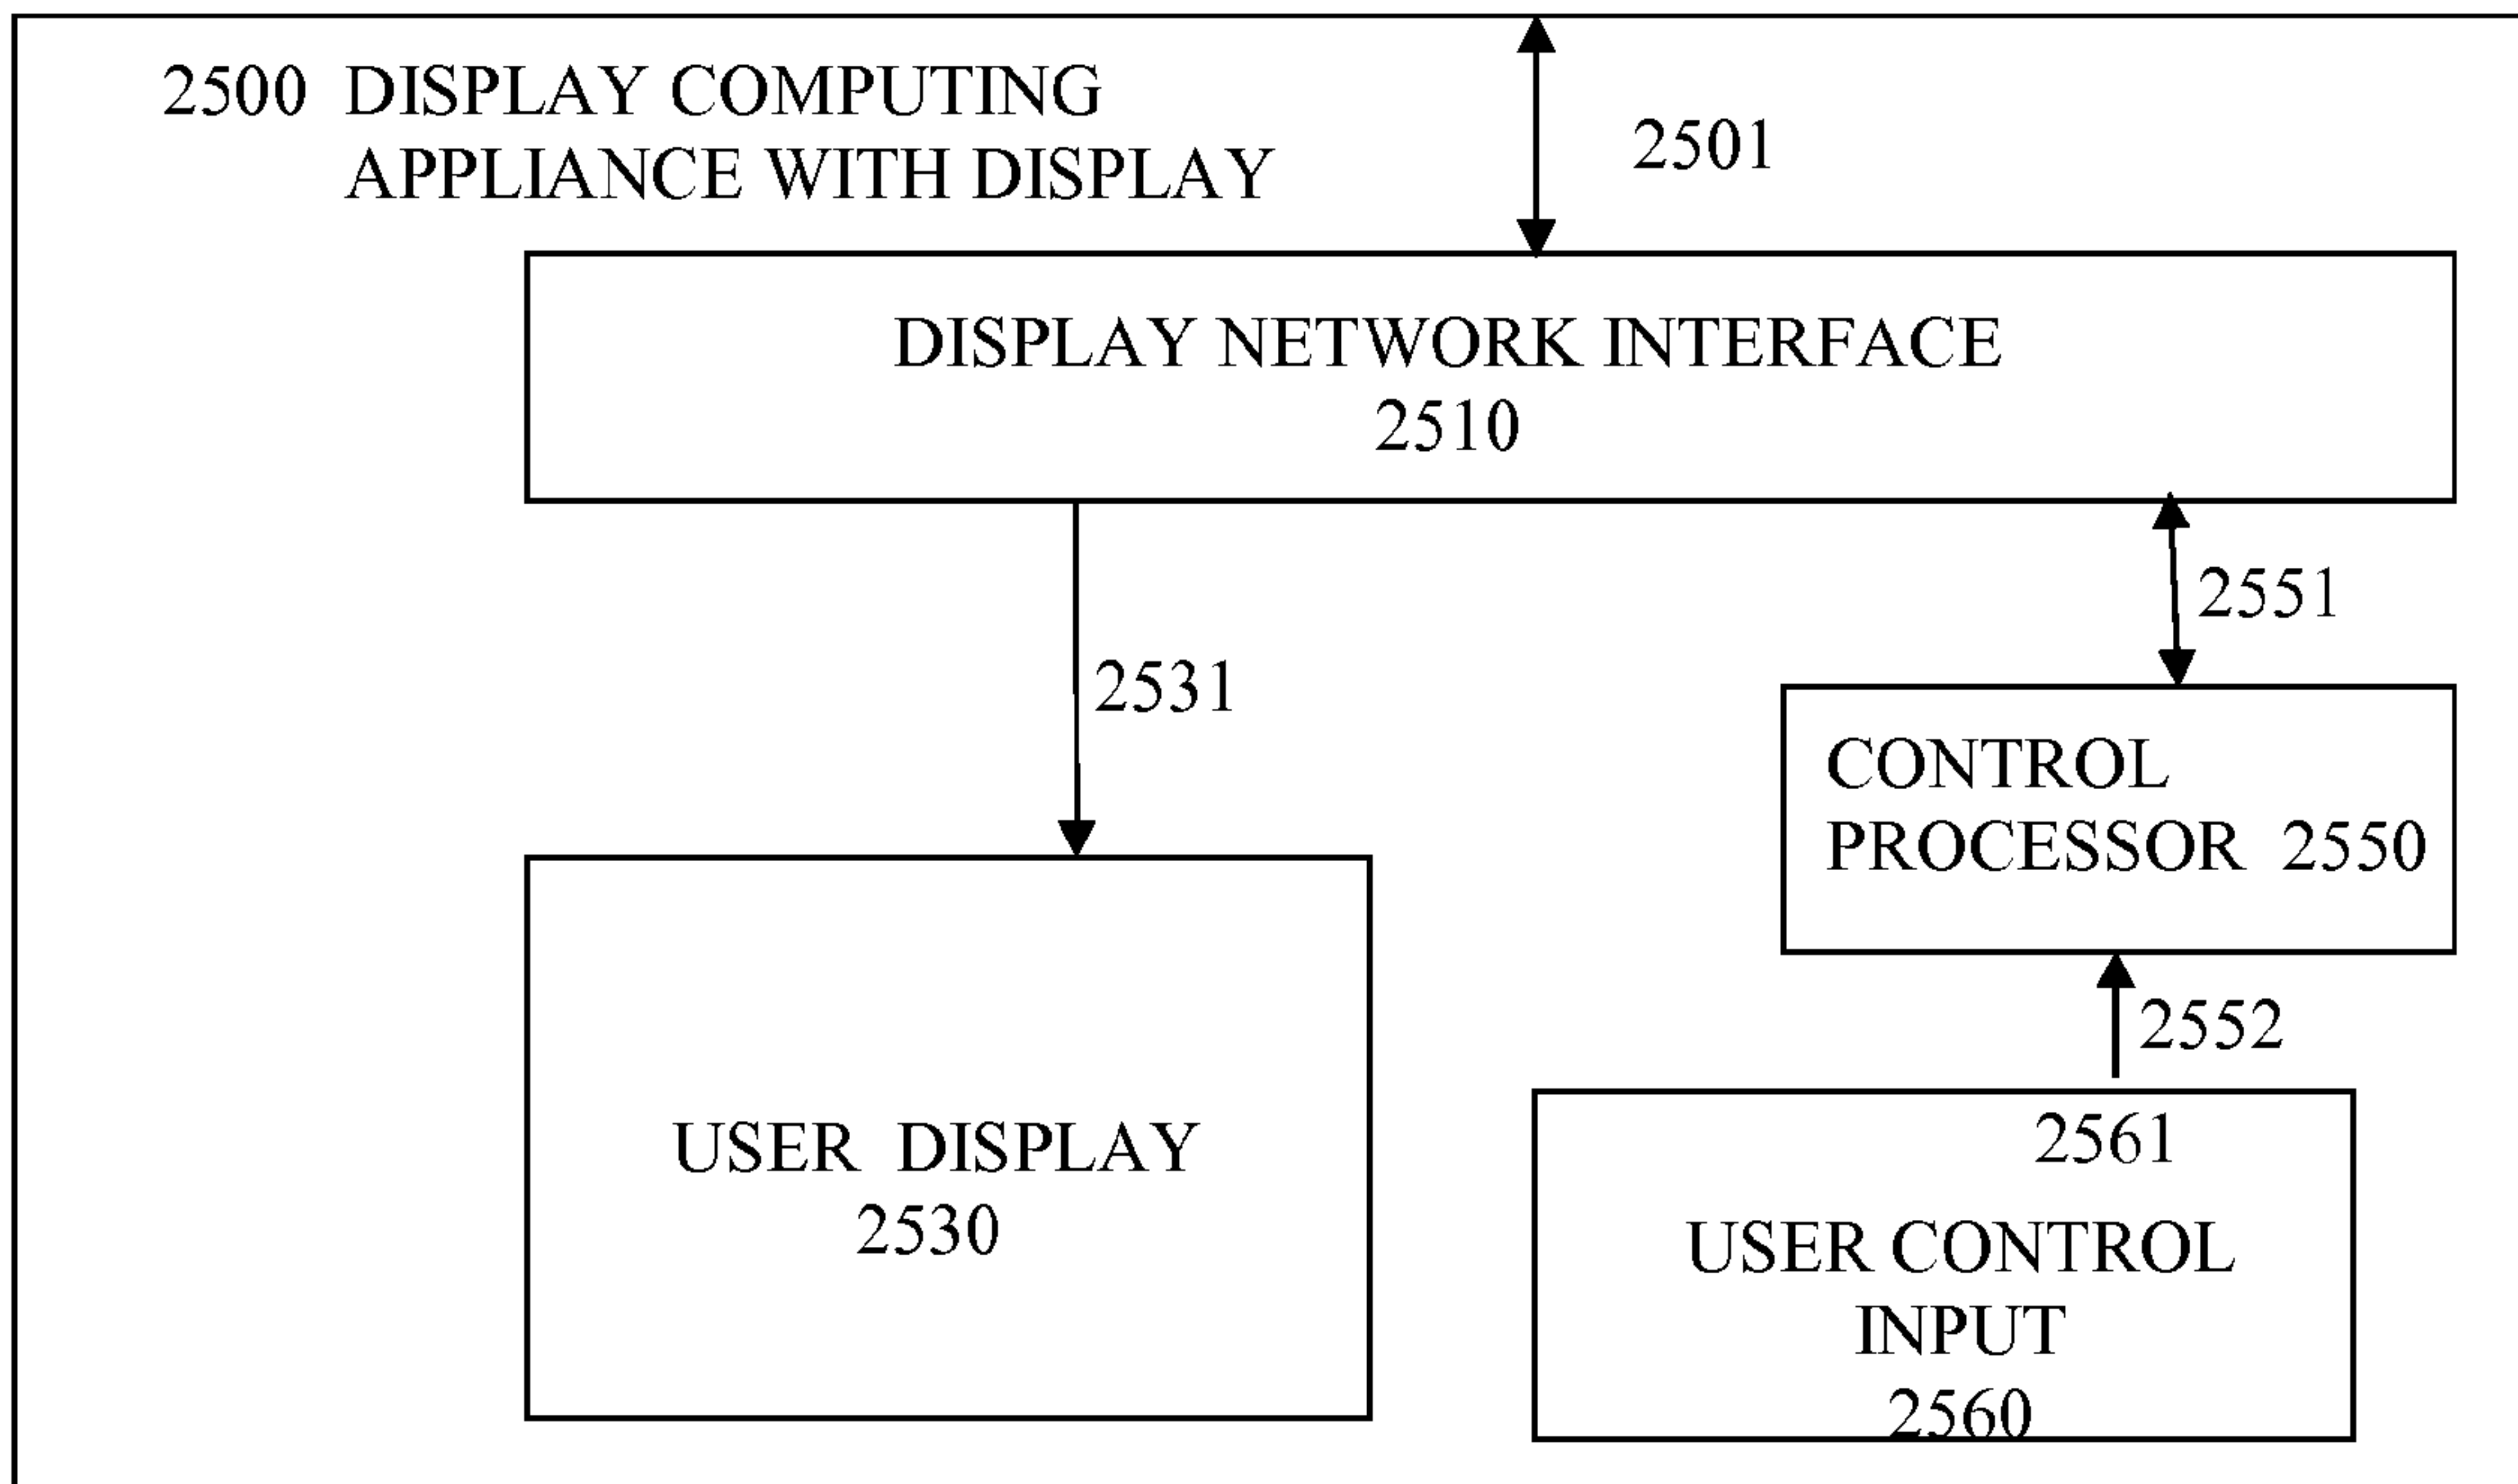 2500 DISPLAY COMPUTING
APPLIANCE WITH DISPLAY
2501
DISPLAY NETWORK INTERFACE
2510
2551
2531
CONTROL
PROCESSOR 2550
2552
2561
USER DISPLAY
2530
USER CONTROL
INPUT
2560